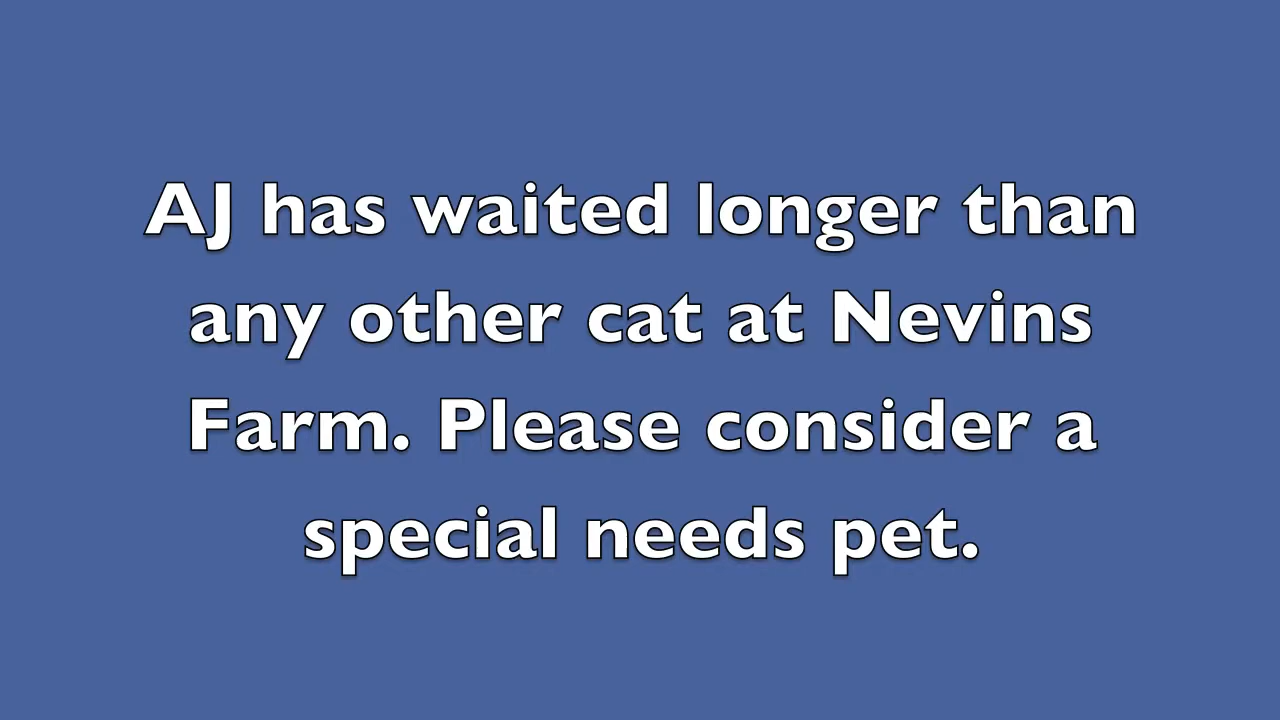 AJ has waited longer than
any other cat at Nevins
Farm. Please consider a
special needs pet.